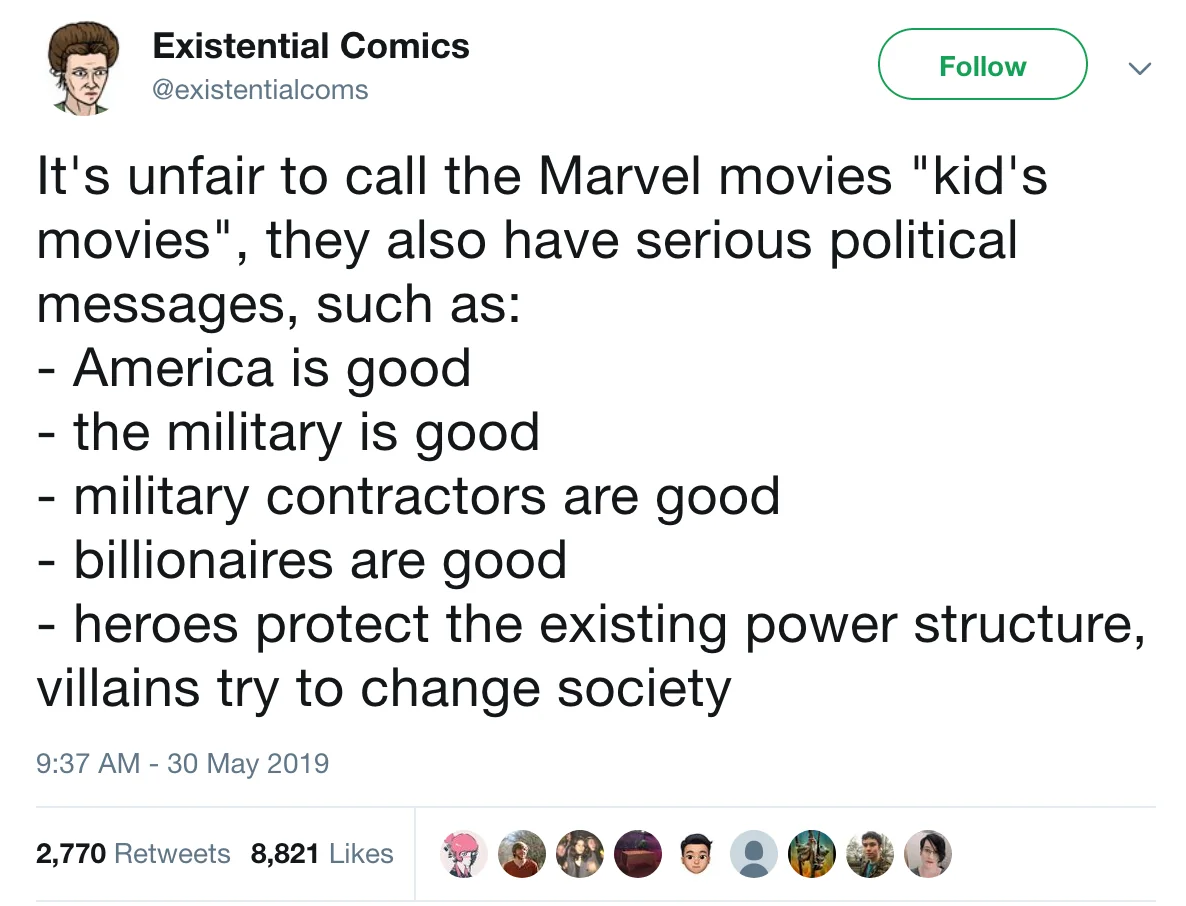 Existential Comics
@existentialcoms
Follow
It's unfair to call the Marvel movies "kid's
movies", they also have serious political
messages, such as:
- America is good
- the military is good
- military contractors are good
- billionaires are good
- heroes protect the existing power structure,
villains try to change society
9:37 AM - 30 May 2019
2,770 Retweets 8,821 Likes